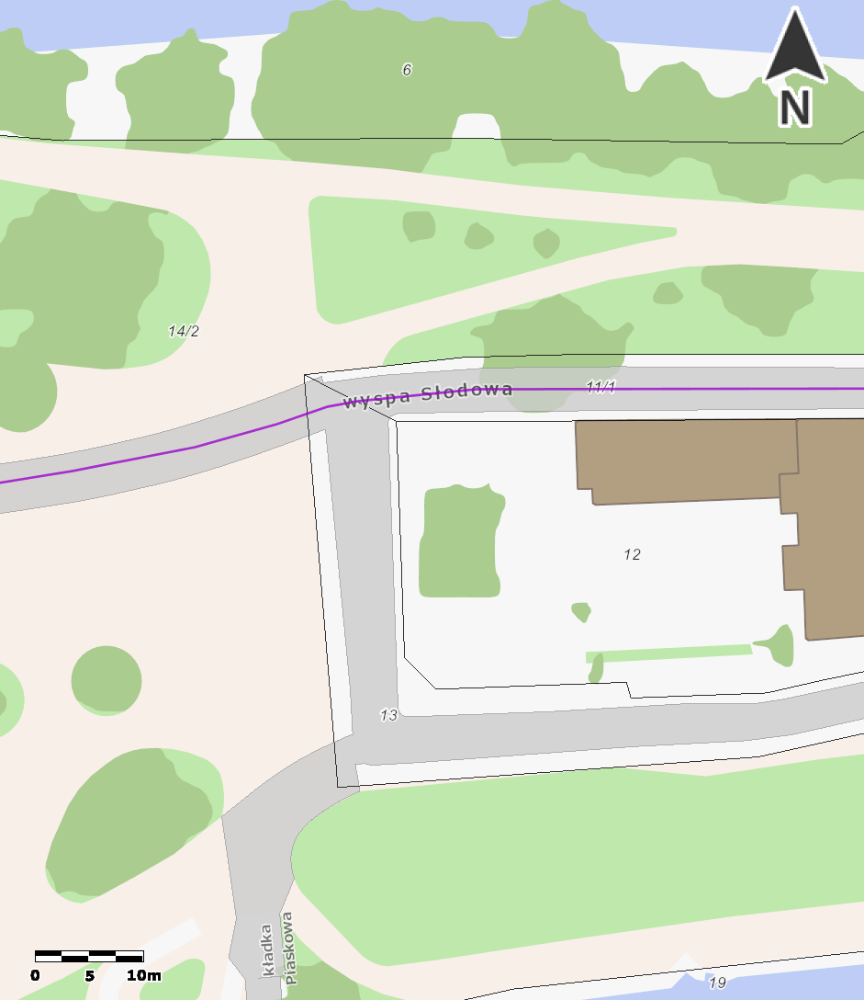 6
N
14/2
wyspa Słodowa
11/1
12
13
kładka
Piaskowa
0 5 10m
19